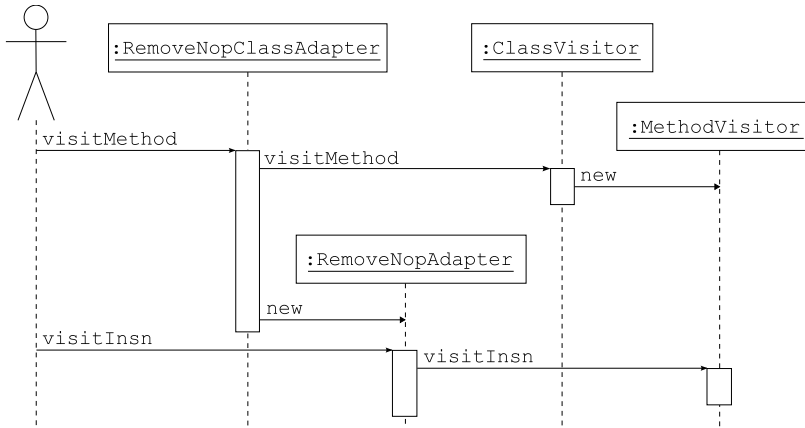 :RemoveNopClassAdapter
:ClassVisitor
:MethodVisitor
visitMethod
visitMethod
new
:RemoveNopAdapter
new
visitInsn
visitInsn